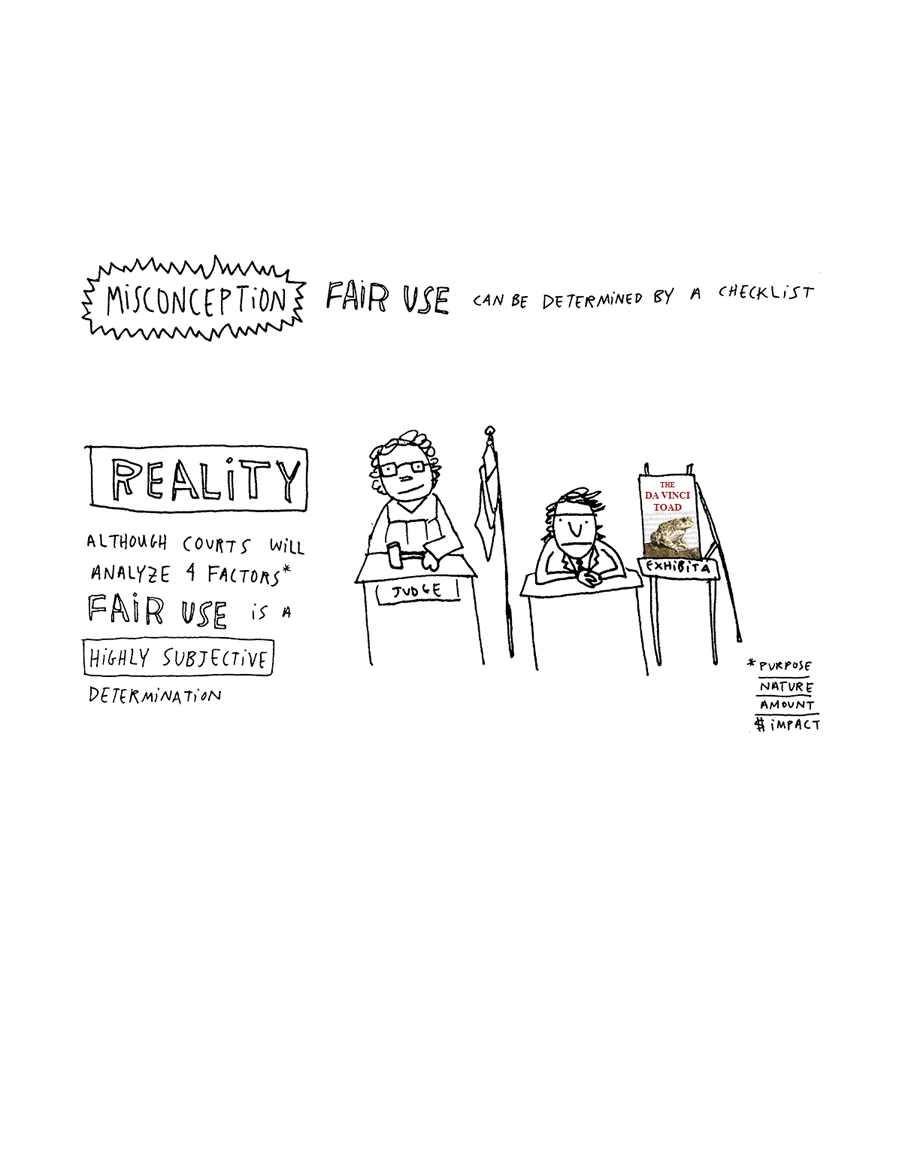 MISCONCEPTION FAIR USE CAN BE DETERMINED BY A CHECKLIST
REALITY
ALTHOUGH COURTS WILL
ANALYZE 4 FACTORS*
FAIR USE IS A
HIGHLY SUBJECTIVE
DETERMINATION
JUDGE
THE
DA VINCI
TOAD
EXHIBIT A
*PURPOSE
NATURE
AMOUNT
$ IMPACT